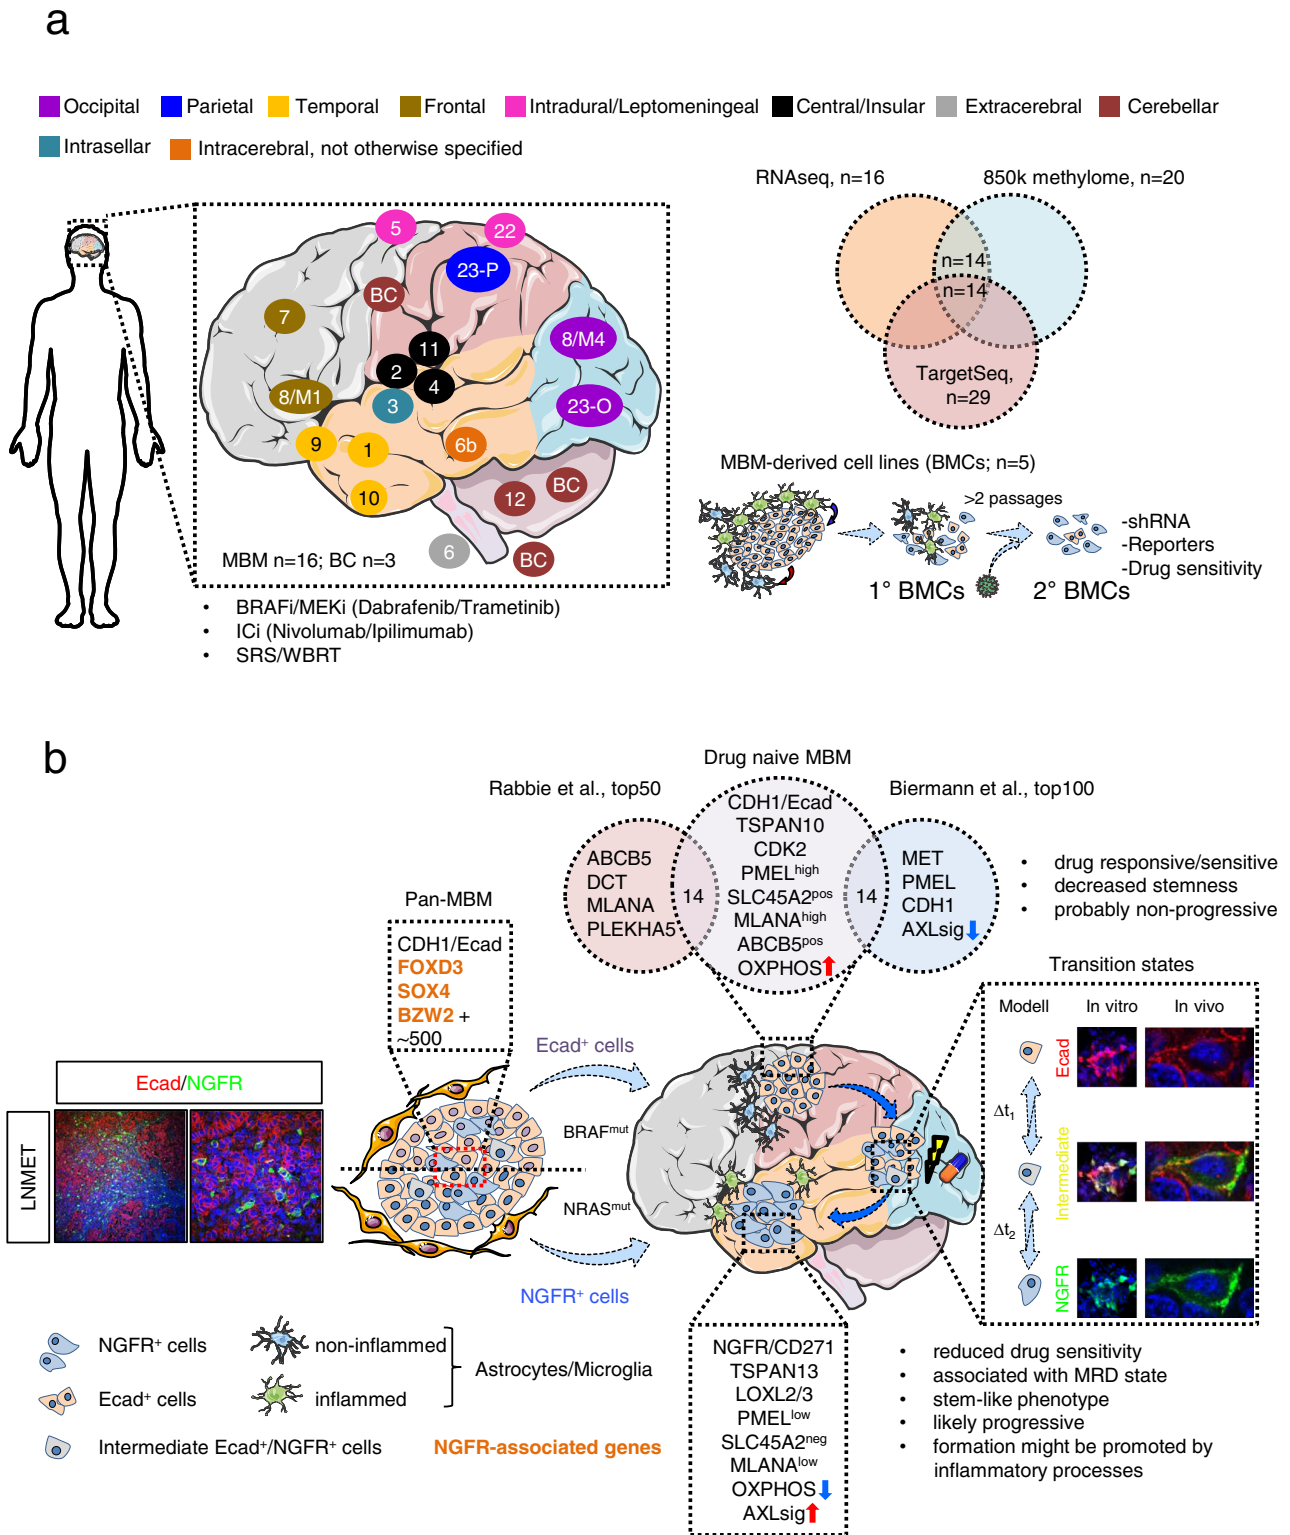 a
Occipital
Parietal
Temporal
Frontal
Intradural/Leptomeningeal
Central/Insular
Extracerebral
Cerebellar
Intrasellar
Intracerebral, not otherwise specified
5
22
23-P
BC
7
11
8/M4
2
4
8/M1
3
23-O
9
1
6b
10
12
BC
6
BC
MBM n=16; BC n=3
• BRAFi/MEKi (Dabrafenib/Trametinib)
• ICi (Nivolumab/Ipilimumab)
• SRS/WBRT
RNAseq, n=16
850k methylome, n=20
n=14
n=14
TargetSeq,
n=29
MBM-derived cell lines (BMCs; n=5)
>2 passages
-shRNA
-Reporters
-Drug sensitivity
1° BMCs
2° BMCs
b
Drug naive MBM
Rabbie et al., top50
Biermann et al., top100
ABCB5
DCT
MLANA
PLEKHA5
14
CDH1/Ecad
TSPAN10
CDK2
PMELhigh
SLC45A2pos
MLANAhigh
ABCB5pos
OXPHOS
14
MET
PMEL
CDH1
AXLsig
• drug responsive/sensitive
• decreased stemness
• probably non-progressive
Pan-MBM
CDH1/Ecad
FOXD3
SOX4
BZW2 +
~500
Ecad/NGFR
LNMET
Ecad+ cells
BRAFmut
NRASmut
NGFR+ cells
Transition states
Modell
In vitro
In vivo
Ecad
Δt1
Intermediate
Δt2
NGFR
NGFR+ cells
Ecad+ cells
Intermediate Ecad+/NGFR+ cells
non-inflammed
inflammed
Astrocytes/Microglia
NGFR-associated genes
NGFR/CD271
TSPAN13
LOXL2/3
PMELlow
SLC45A2neg
MLANAlow
OXPHOS
AXLsig
• reduced drug sensitivity
• associated with MRD state
• stem-like phenotype
• likely progressive
• formation might be promoted by
inflammatory processes